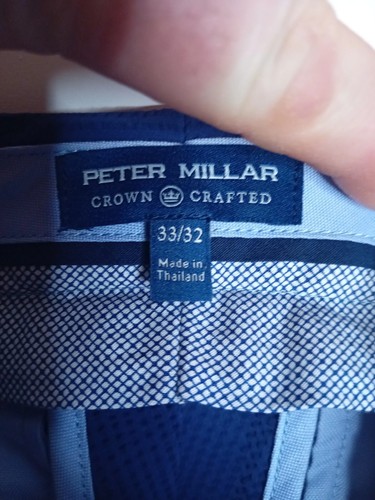 PETER MILLAR
CROWN CRAFTED
33/32
Made in
Thailand